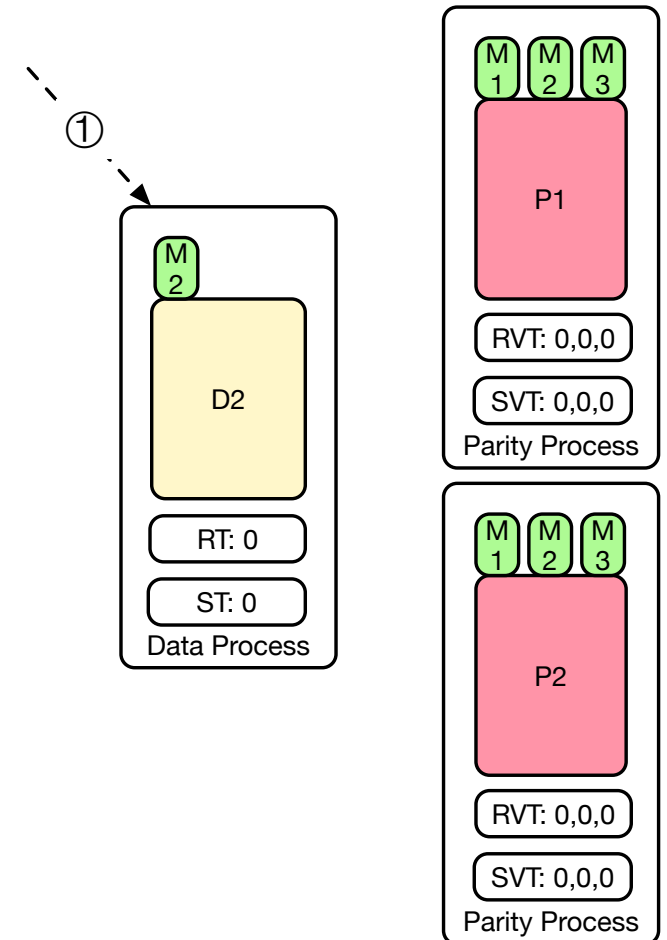 ①
M
2
D2
RT: 0
ST: 0
Data Process
M M M
1 2 3
P1
RVT: 0,0,0
SVT: 0,0,0
Parity Process
M M M
1 2 3
P2
RVT: 0,0,0
SVT: 0,0,0
Parity Process